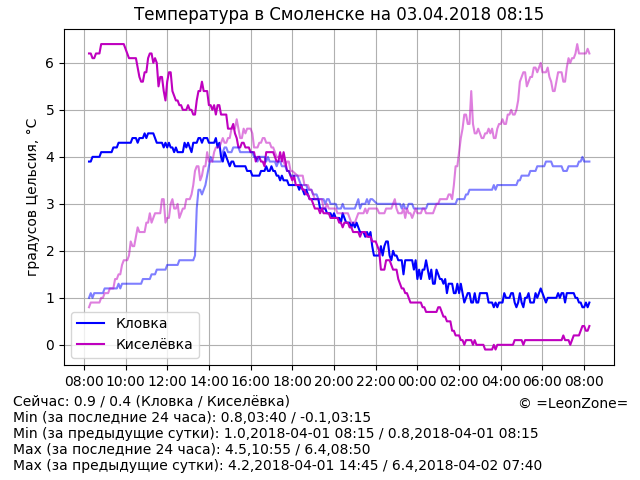 Температура в Смоленске на 03.04.2018 08:15
градусов Цельсия, °C
6
5
4
3
2
1
0
Кловка
Киселёвка
08:00 10:00 12:00 14:00 16:00 18:00 20:00 22:00 00:00 02:00 04:00 06:00 08:00
Сейчас: 0.9 / 0.4 (Кловка / Киселёвка)
© =LeonZone=
Min (за последние 24 часа): 0.8,03:40 / -0.1,03:15
Min (за предыдущие сутки): 1.0,2018-04-01 08:15 / 0.8,2018-04-01 08:15
Max (за последние 24 часа): 4.5,10:55 / 6.4,08:50
Max (за предыдущие сутки): 4.2,2018-04-01 14:45 / 6.4,2018-04-02 07:40